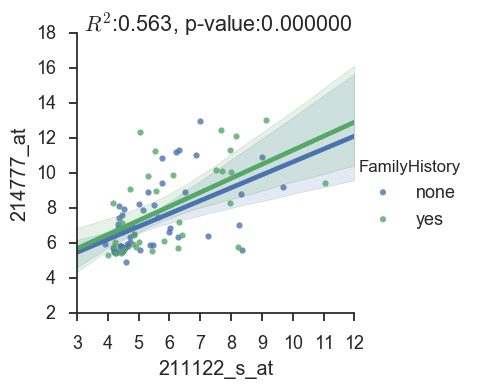 R²:0.563, p-value:0.000000
18
16
14
12
10
8
6
4
2
214777_at
3 4 5 6 7 8 9 10 11 12
211122_s_at
FamilyHistory
none
yes